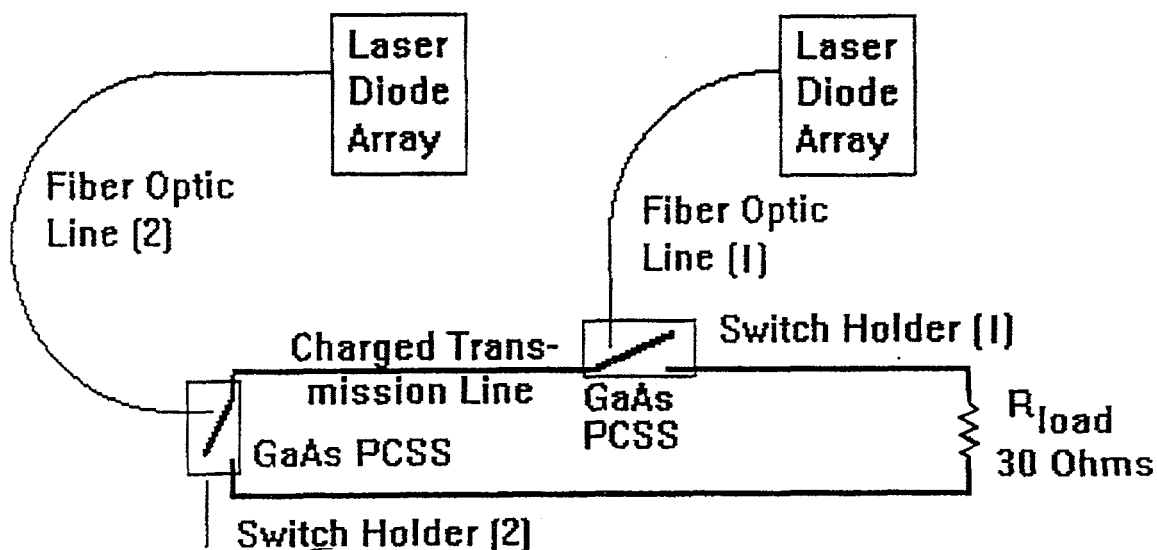 Laser
Diode
Array
Laser
Diode
Array
Fiber Optic
Line (2)
Fiber Optic
Line (1)
Switch Holder (1)
Charged Trans-
mission Line
GaAs
PCSS
GaAs PCSS
Rload
30 Ohms
Switch Holder (2)